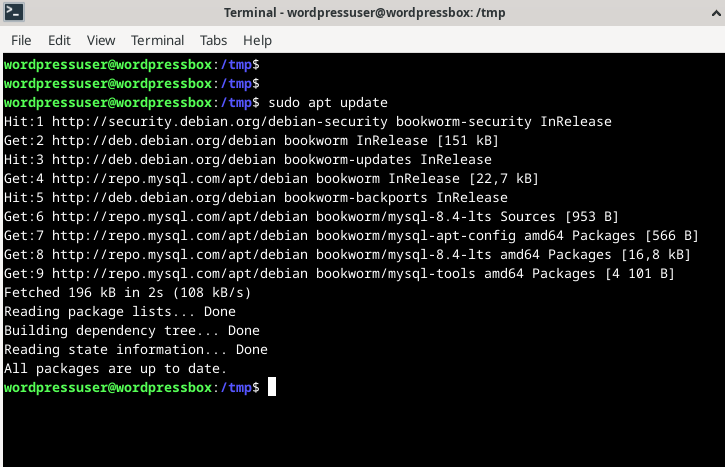 Terminal - wordpressuser@wordpressbox: /tmp
File Edit View Terminal Tabs Help
wordpressuser@wordpressbox:/tmp$
wordpressuser@wordpressbox:/tmp$
wordpressuser@wordpressbox:/tmp$ sudo apt update
Hit:1 http://security.debian.org/debian-security bookworm-security InRelease
Get:2 http://deb.debian.org/debian bookworm InRelease [151 kB]
Hit:3 http://deb.debian.org/debian bookworm-updates InRelease
Get:4 http://repo.mysql.com/apt/debian bookworm InRelease [22,7 kB]
Hit:5 http://deb.debian.org/debian bookworm-backports InRelease
Get:6 http://repo.mysql.com/apt/debian bookworm/mysql-8.4-lts Sources [953 B]
Get:7 http://repo.mysql.com/apt/debian bookworm/mysql-apt-config amd64 Packages [566 B]
Get:8 http://repo.mysql.com/apt/debian bookworm/mysql-8.4-lts amd64 Packages [16,8 kB]
Get:9 http://repo.mysql.com/apt/debian bookworm/mysql-tools amd64 Packages [4 101 B]
Fetched 196 kB in 2s (108 kB/s)
Reading package lists... Done
Building dependency tree... Done
Reading state information... Done
All packages are up to date.
wordpressuser@wordpressbox:/tmp$